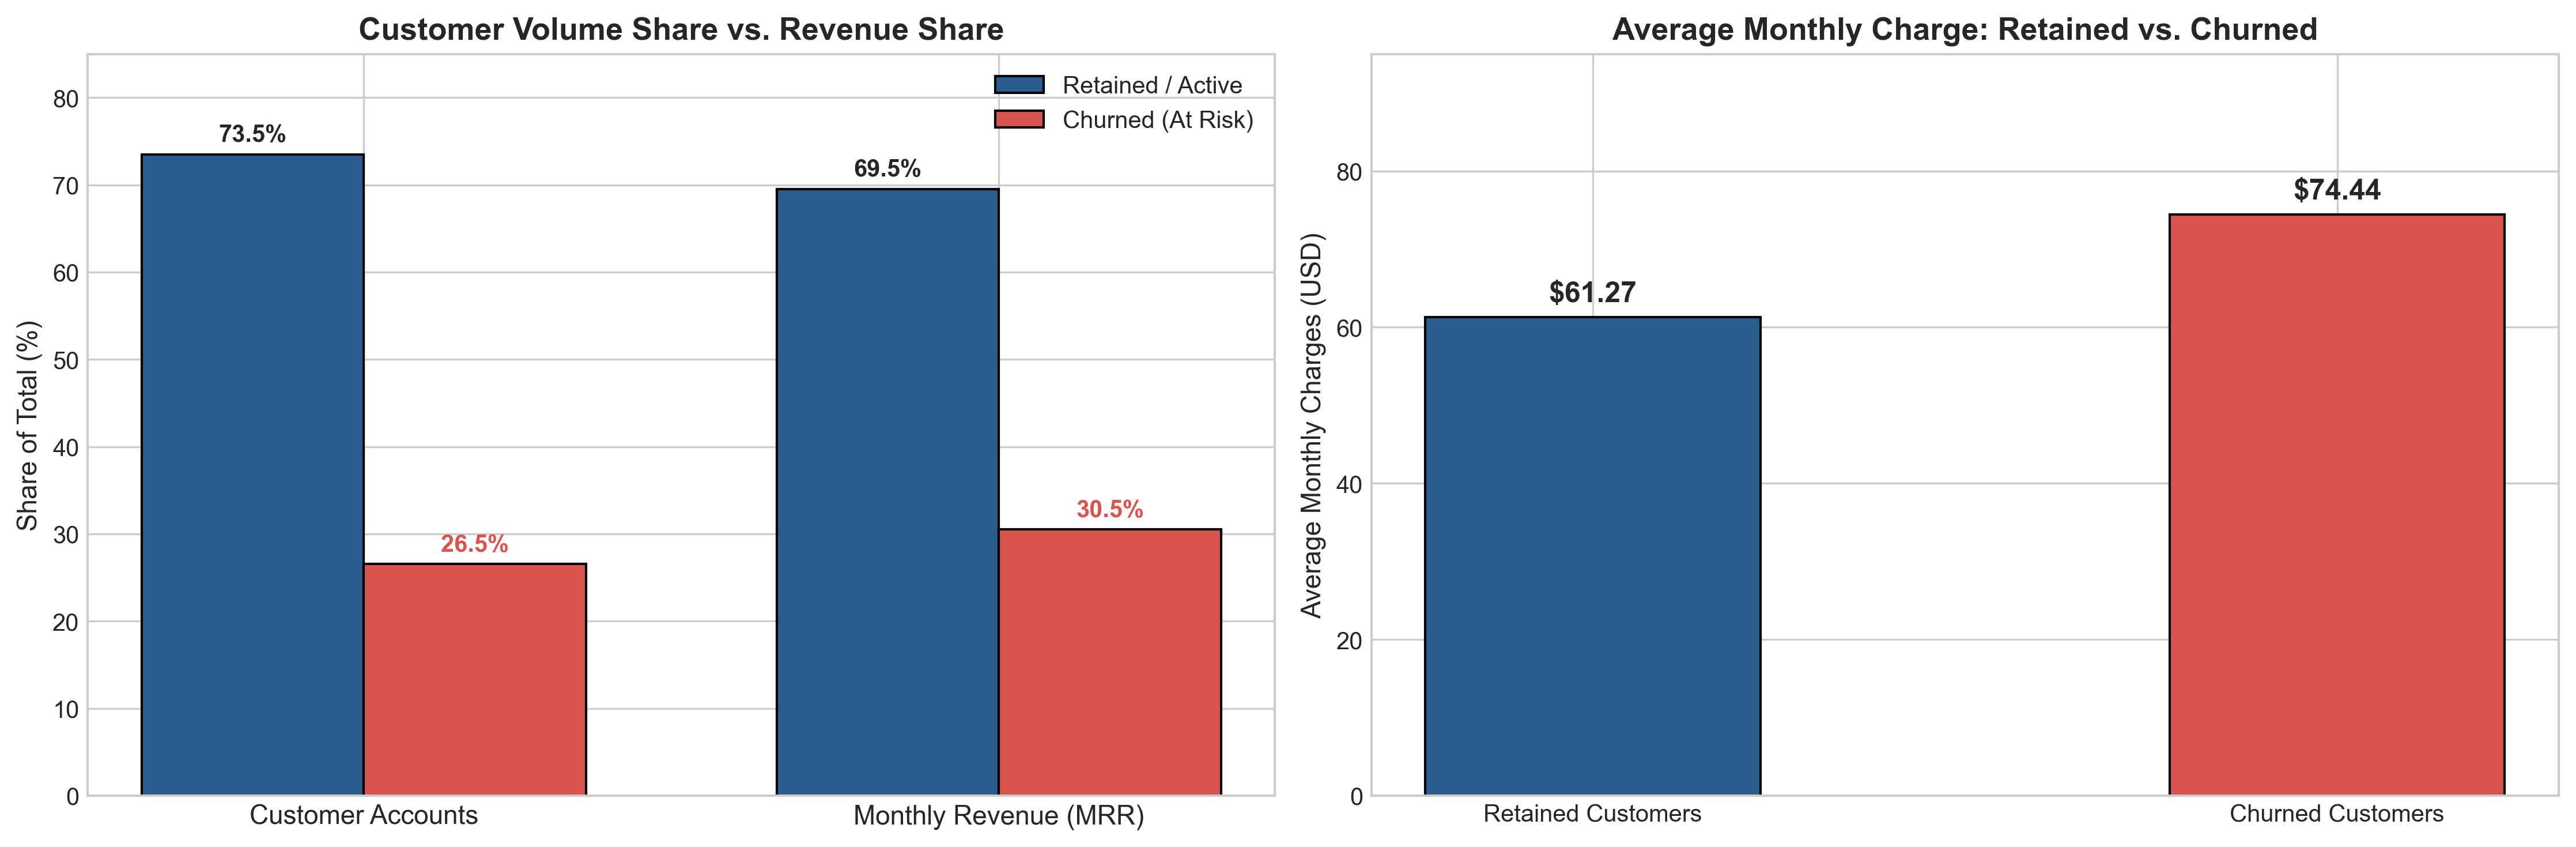 Customer Volume Share vs. Revenue Share
Share of Total (%)
80
70
60
50
40
30
20
10
0
Retained / Active
Churned (At Risk)
73.5%
26.5%
69.5%
30.5%
Customer Accounts
Monthly Revenue (MRR)
Average Monthly Charge: Retained vs. Churned
Average Monthly Charges (USD)
80
60
40
20
0
$61.27
$74.44
Retained Customers
Churned Customers